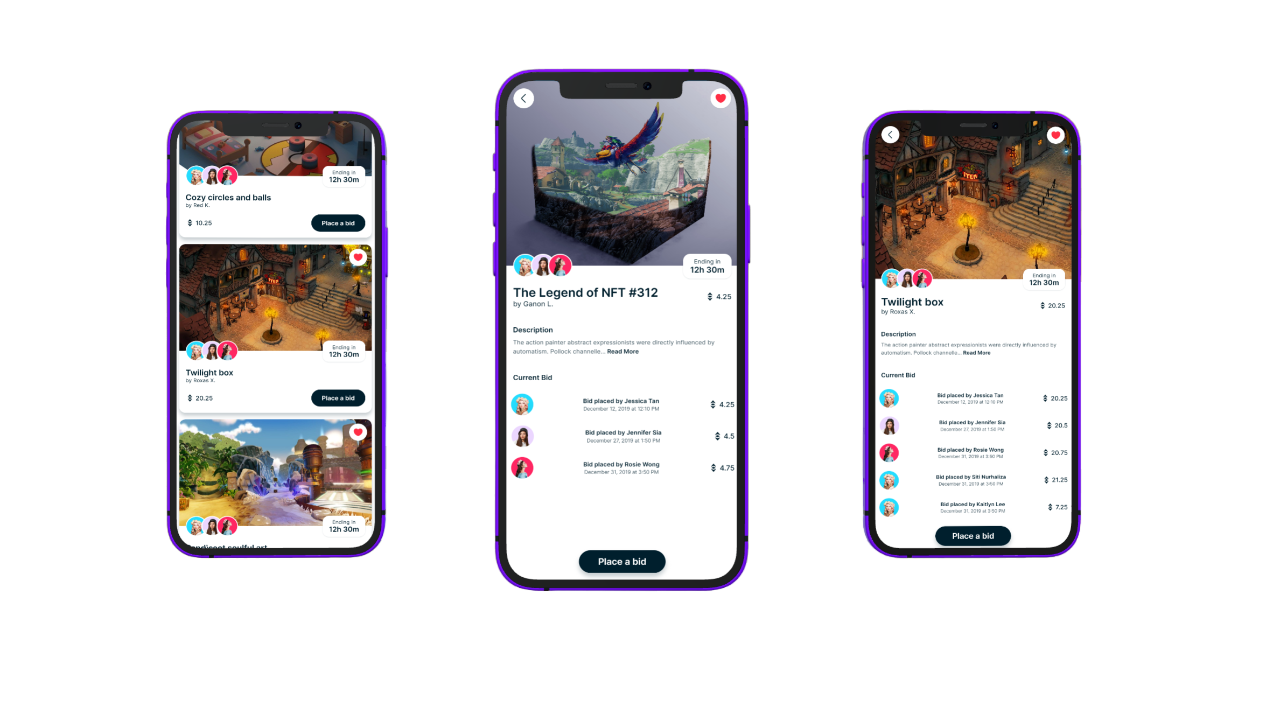 Ending in
12h 30m
Cozy circles and balls
by Red K.
10.25
Place a bid
Ending in
12h 30m
Twilight box
by Roxas X.
20.25
Place a bid
Ending in
12h 30m
Ending in
12h 30m
The Legend of NFT #312
by Ganon L.
4.25
Description
The action painter abstract expressionists were directly influenced by
automatism. Pollock channelle... Read More
Current Bid
Bid placed by Jessica Tan
December 12, 2019 at 12:10 PM
4.25
Bid placed by Jennifer Sia
December 27, 2019 at 1:50 PM
4.5
Bid placed by Rosie Wong
December 31, 2019 at 3:50 PM
4.75
Place a bid
ITEM
Ending in
12h 30m
Twilight box
by Roxas X.
20.25
Description
The action painter abstract expressionists were directly influenced by
automatism. Pollock channelle... Read More
Current Bid
Bid placed by Jessica Tan
December 12, 2019 at 12:10 PM
20.25
Bid placed by Jennifer Sia
December 27, 2019 at 1:50 PM
20.5
Bid placed by Rosie Wong
December 31, 2019 at 3:50 PM
20.75
Bid placed by Siti Nurhaliza
December 31, 2019 at 3:50 PM
21.25
Bid placed by Kaitlyn Lee
December 31, 2019 at 3:50 PM
7.25
Place a bid